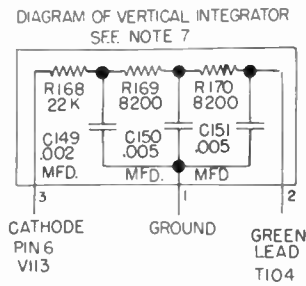 DIAGRAM OF VERTICAL INTEGRATOR
SEE NOTE 7
R168 R169 R170
22K 8200 8200
C149 C150 C151
.002 .005 .005
MFD. MFD. MFD
3 1 2
CATHODE GROUND GREEN
PIN 6 LEAD
V113 T104